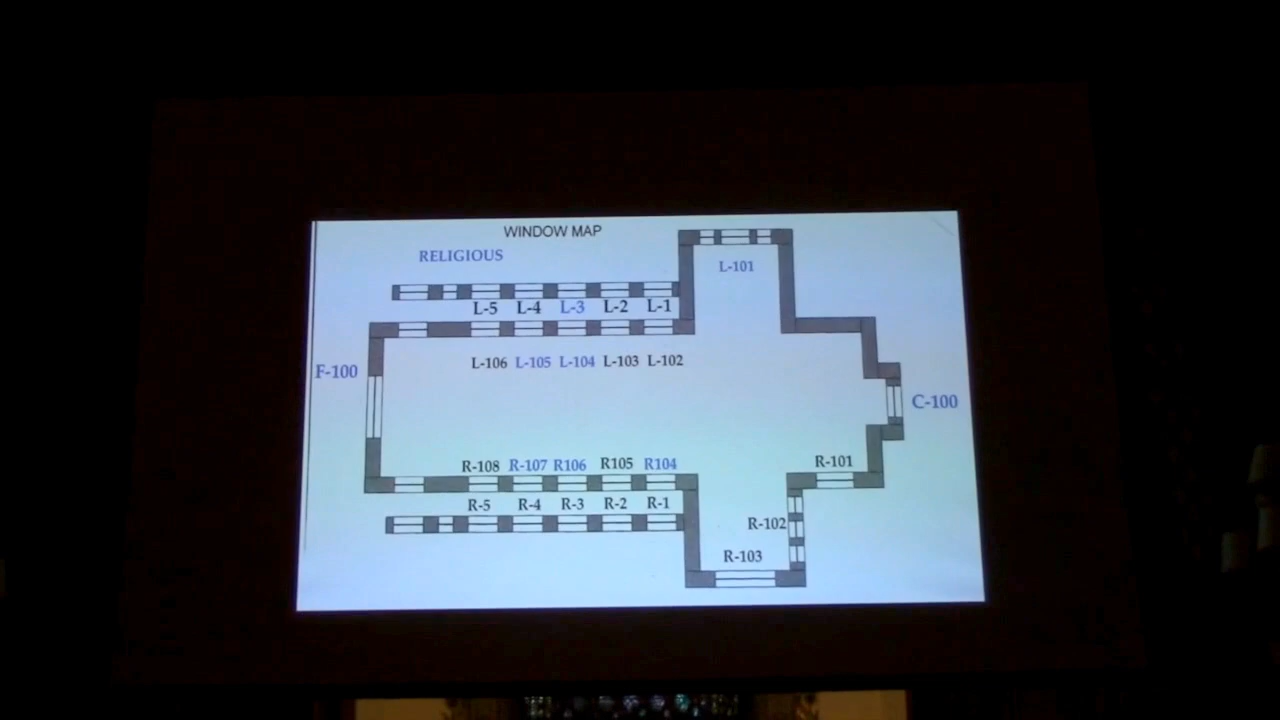 WINDOW MAP
RELIGIOUS
L-101
L-5 L-4 L-3 L-2 L-1
L-106 L-105 L-104 L-103 L-102
F-100
C-100
R-108 R-107 R106 R105 R104
R-101
R-5 R-4 R-3 R-2 R-1
R-102
R-103